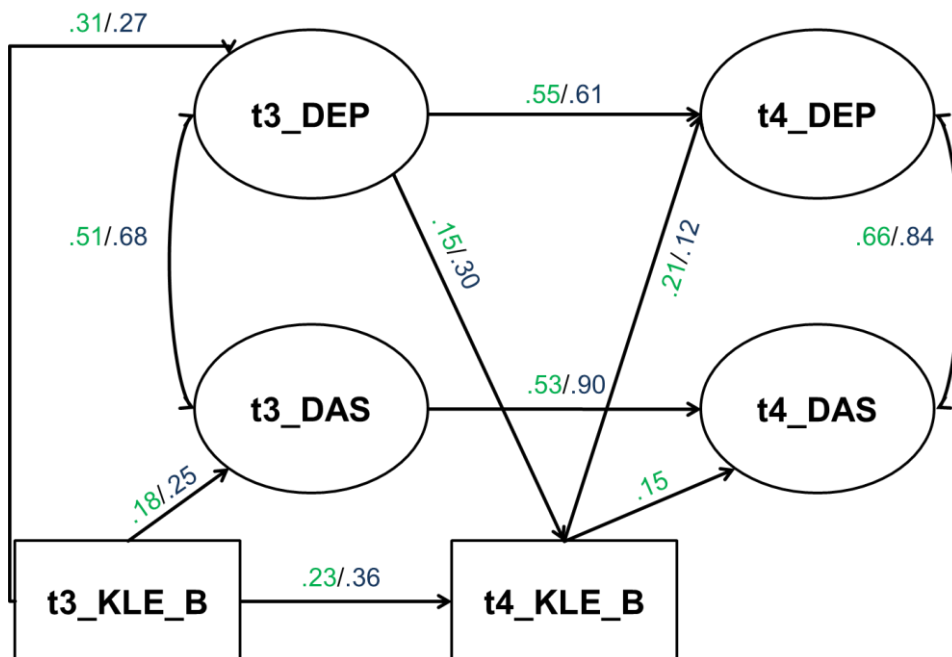 .31/.27
t3_DEP
.55/.61
t4_DEP
.51/.68
.15/.30
.21/.12
.66/.84
t3_DAS
.53/.90
t4_DAS
.18/.25
.15
t3_KLE_B
.23/.36
t4_KLE_B